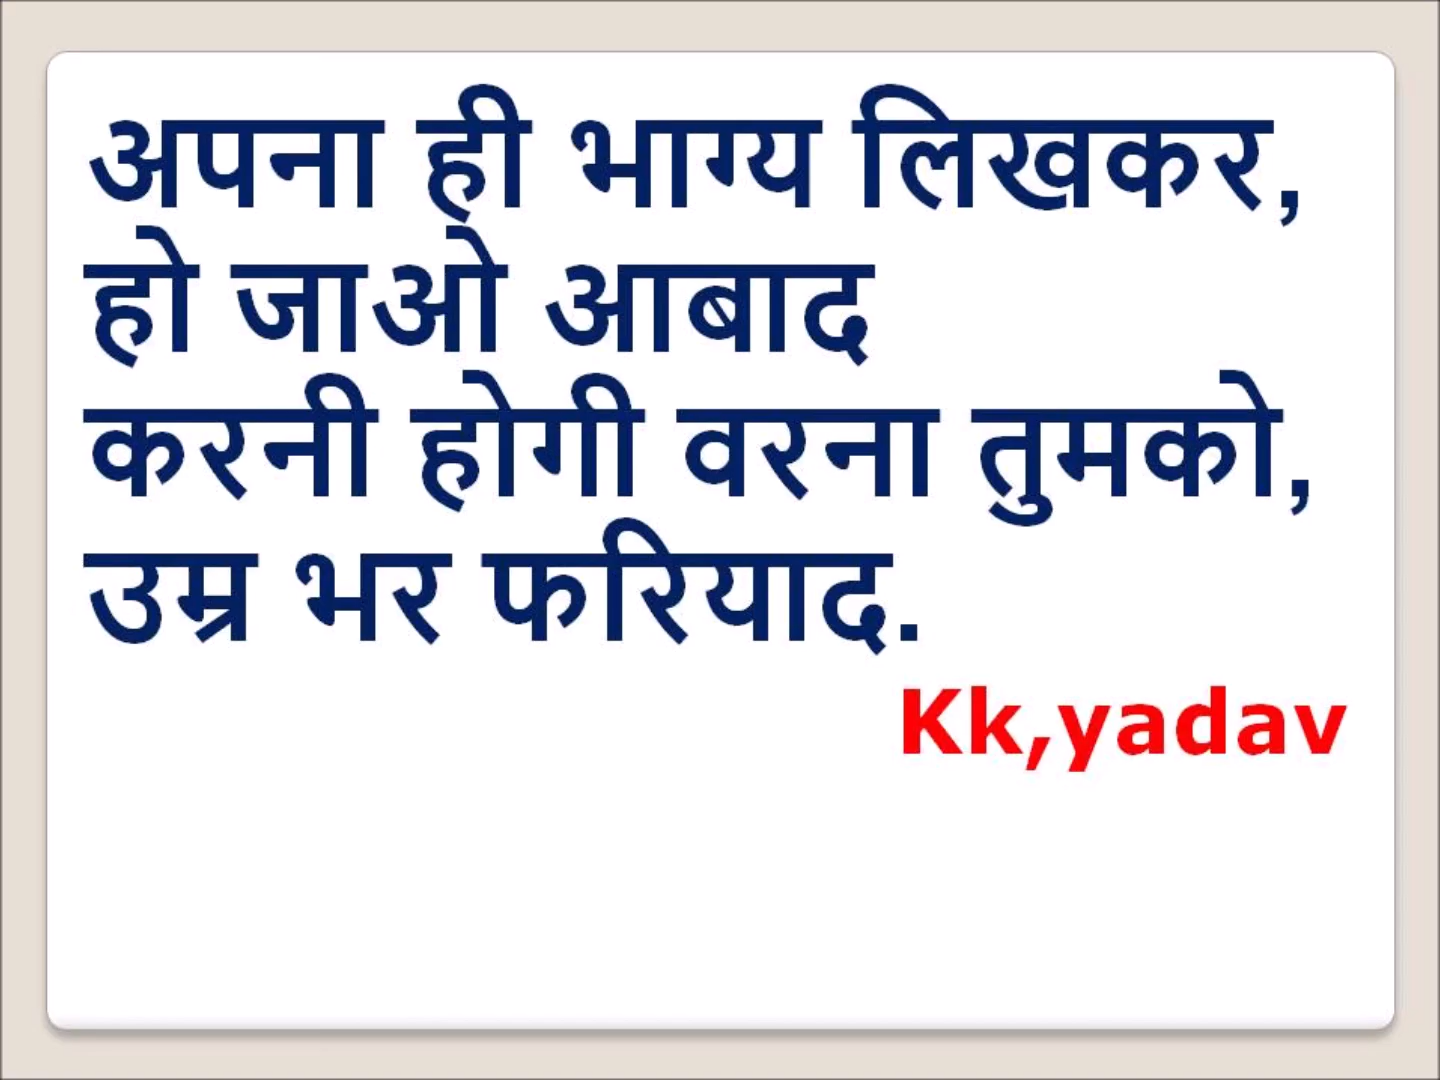 अपना ही भाग्य लिखकर,
हो जाओ आबाद
करनी होगी वरना तुमको,
उम्र भर फरियाद.
Kk,yadav